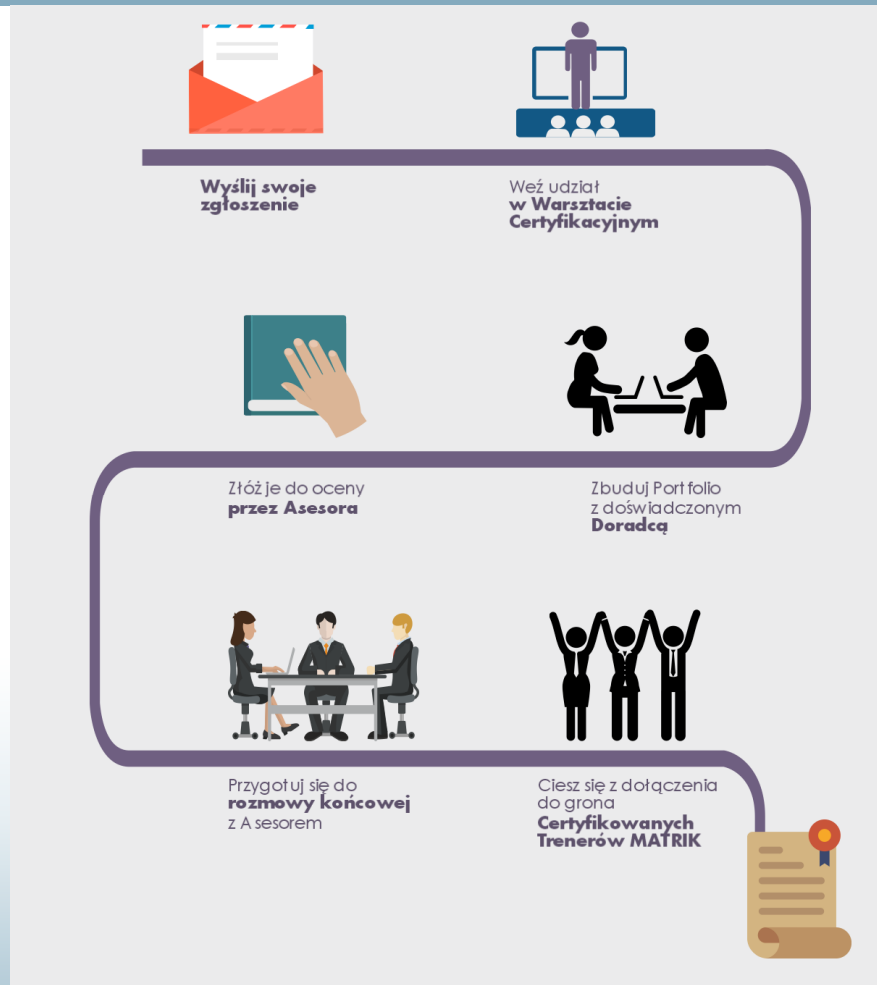 Wyślij swoje
zgłoszenie
Weź udział
w Warsztacie
Certyfikacyjnym
Zbuduj Portfolio
z doświadczonym
Doradcą
Złóż je do oceny
przez Asesora
Przygotuj się do
rozmowy końcowej
z Asesorem
Ciesz się z dołączenia
do grona
Certyfikowanych
Trenerów MATRIK